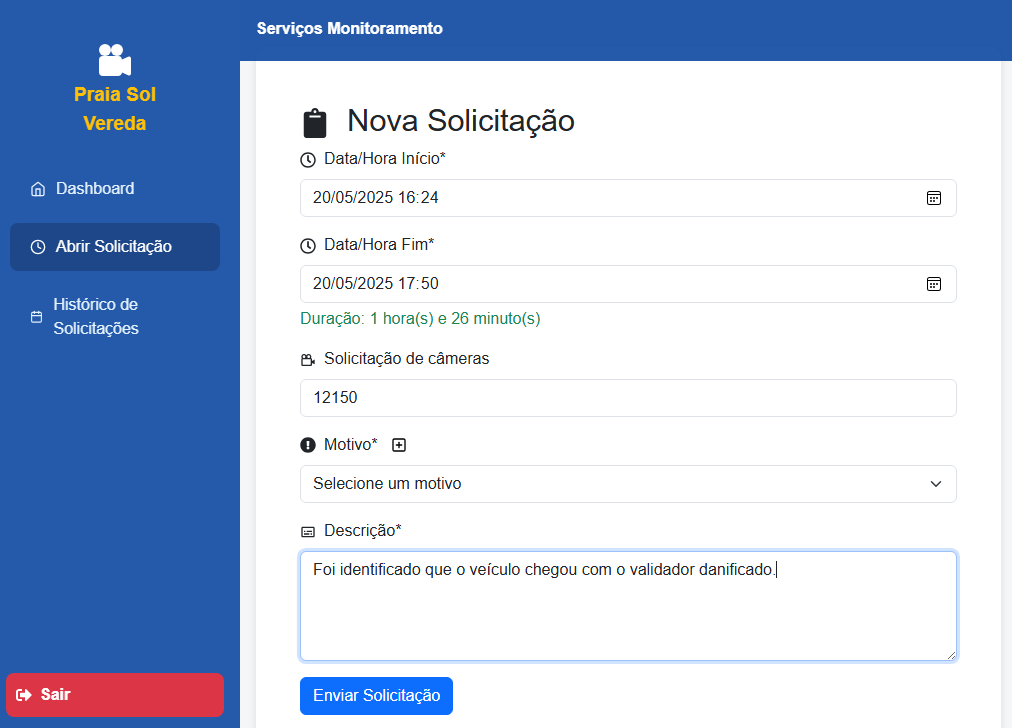 Serviços Monitoramento
Praia Sol
Vereda
Dashboard
Abrir Solicitação
Histórico de
Solicitações
Sair
Nova Solicitação
Data/Hora Início*
20/05/2025 16:24
Data/Hora Fim*
20/05/2025 17:50
Duração: 1 hora(s) e 26 minuto(s)
Solicitação de câmeras
12150
Motivo*
Selecione um motivo
Descrição*
Foi identificado que o veículo chegou com o validador danificado.
Enviar Solicitação